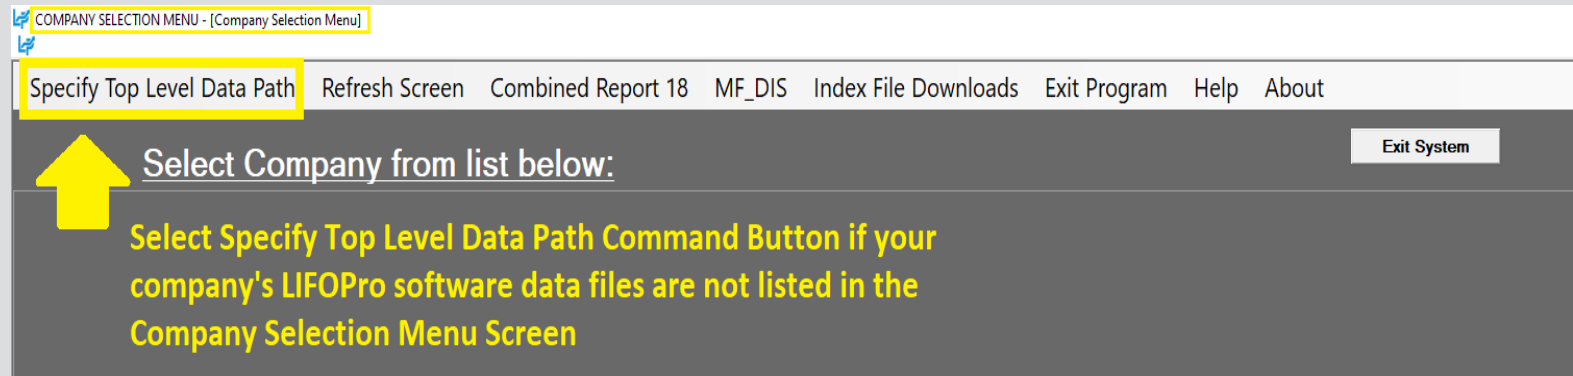 COMPANY SELECTION MENU - [Company Selection Menu]
Specify Top Level Data Path Refresh Screen Combined Report 18 MF_DIS Index File Downloads Exit Program Help About
Exit System
Select Company from list below:
Select Specify Top Level Data Path Command Button if your
company's LIFOPro software data files are not listed in the
Company Selection Menu Screen